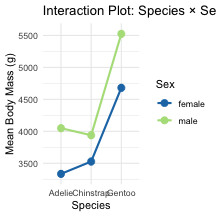 Interaction Plot: Species × Se
Mean Body Mass (g)
5500
5000
4500
4000
3500
Adelie Chinstrap Gentoo
Species
Sex
female
male